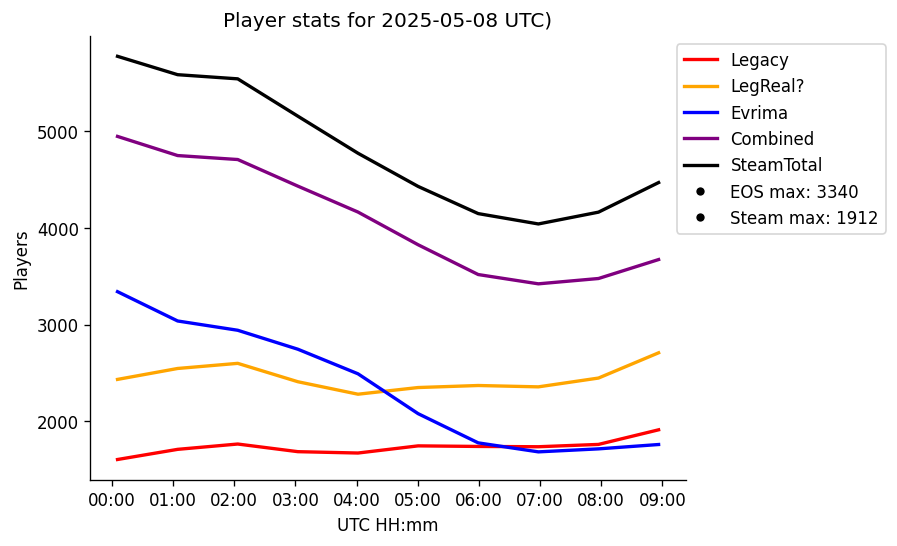 Player stats for 2025-05-08 UTC)
Legacy
LegReal?
Evrima
Combined
SteamTotal
EOS max: 3340
Steam max: 1912
Players
5000
4000
3000
2000
00:00 01:00 02:00 03:00 04:00 05:00 06:00 07:00 08:00 09:00
UTC HH:mm